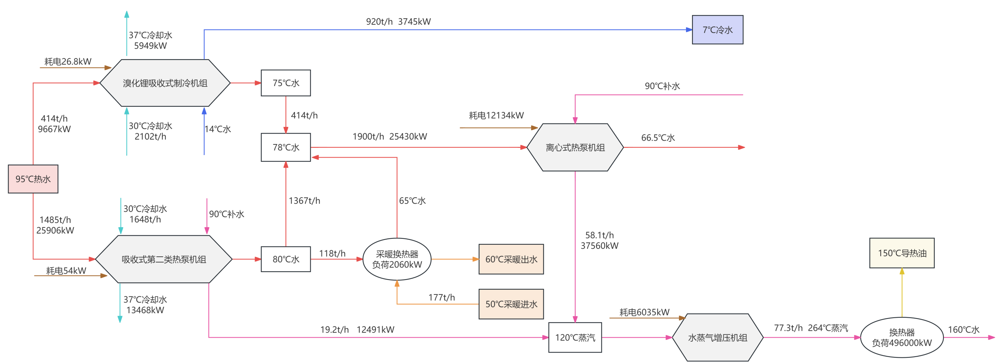 920t/h 3745kW
7℃冷水
37℃冷却水
5949kW
耗电26.8kW
溴化锂吸收式制冷机组
75℃水
90℃补水
414t/h
9667kW
30℃冷却水
2102t/h
14℃水
414t/h
耗电12134kW
78℃水
1900t/h 25430kW
离心式热泵机组
66.5℃水
95℃热水
1485t/h
25906kW
30℃冷却水
1648t/h
90℃补水
1367t/h
65℃水
58.1t/h
37560kW
吸收式第二类热泵机组
耗电54kW
80℃水
118t/h
采暖换热器
负荷2060kW
60℃采暖出水
150℃导热油
37℃冷却水
13468kW
177t/h
50℃采暖进水
耗电6035kW
19.2t/h 12491kW
120℃蒸汽
水蒸气增压机组
77.3t/h 264℃蒸汽
换热器
负荷496000kW
160℃水